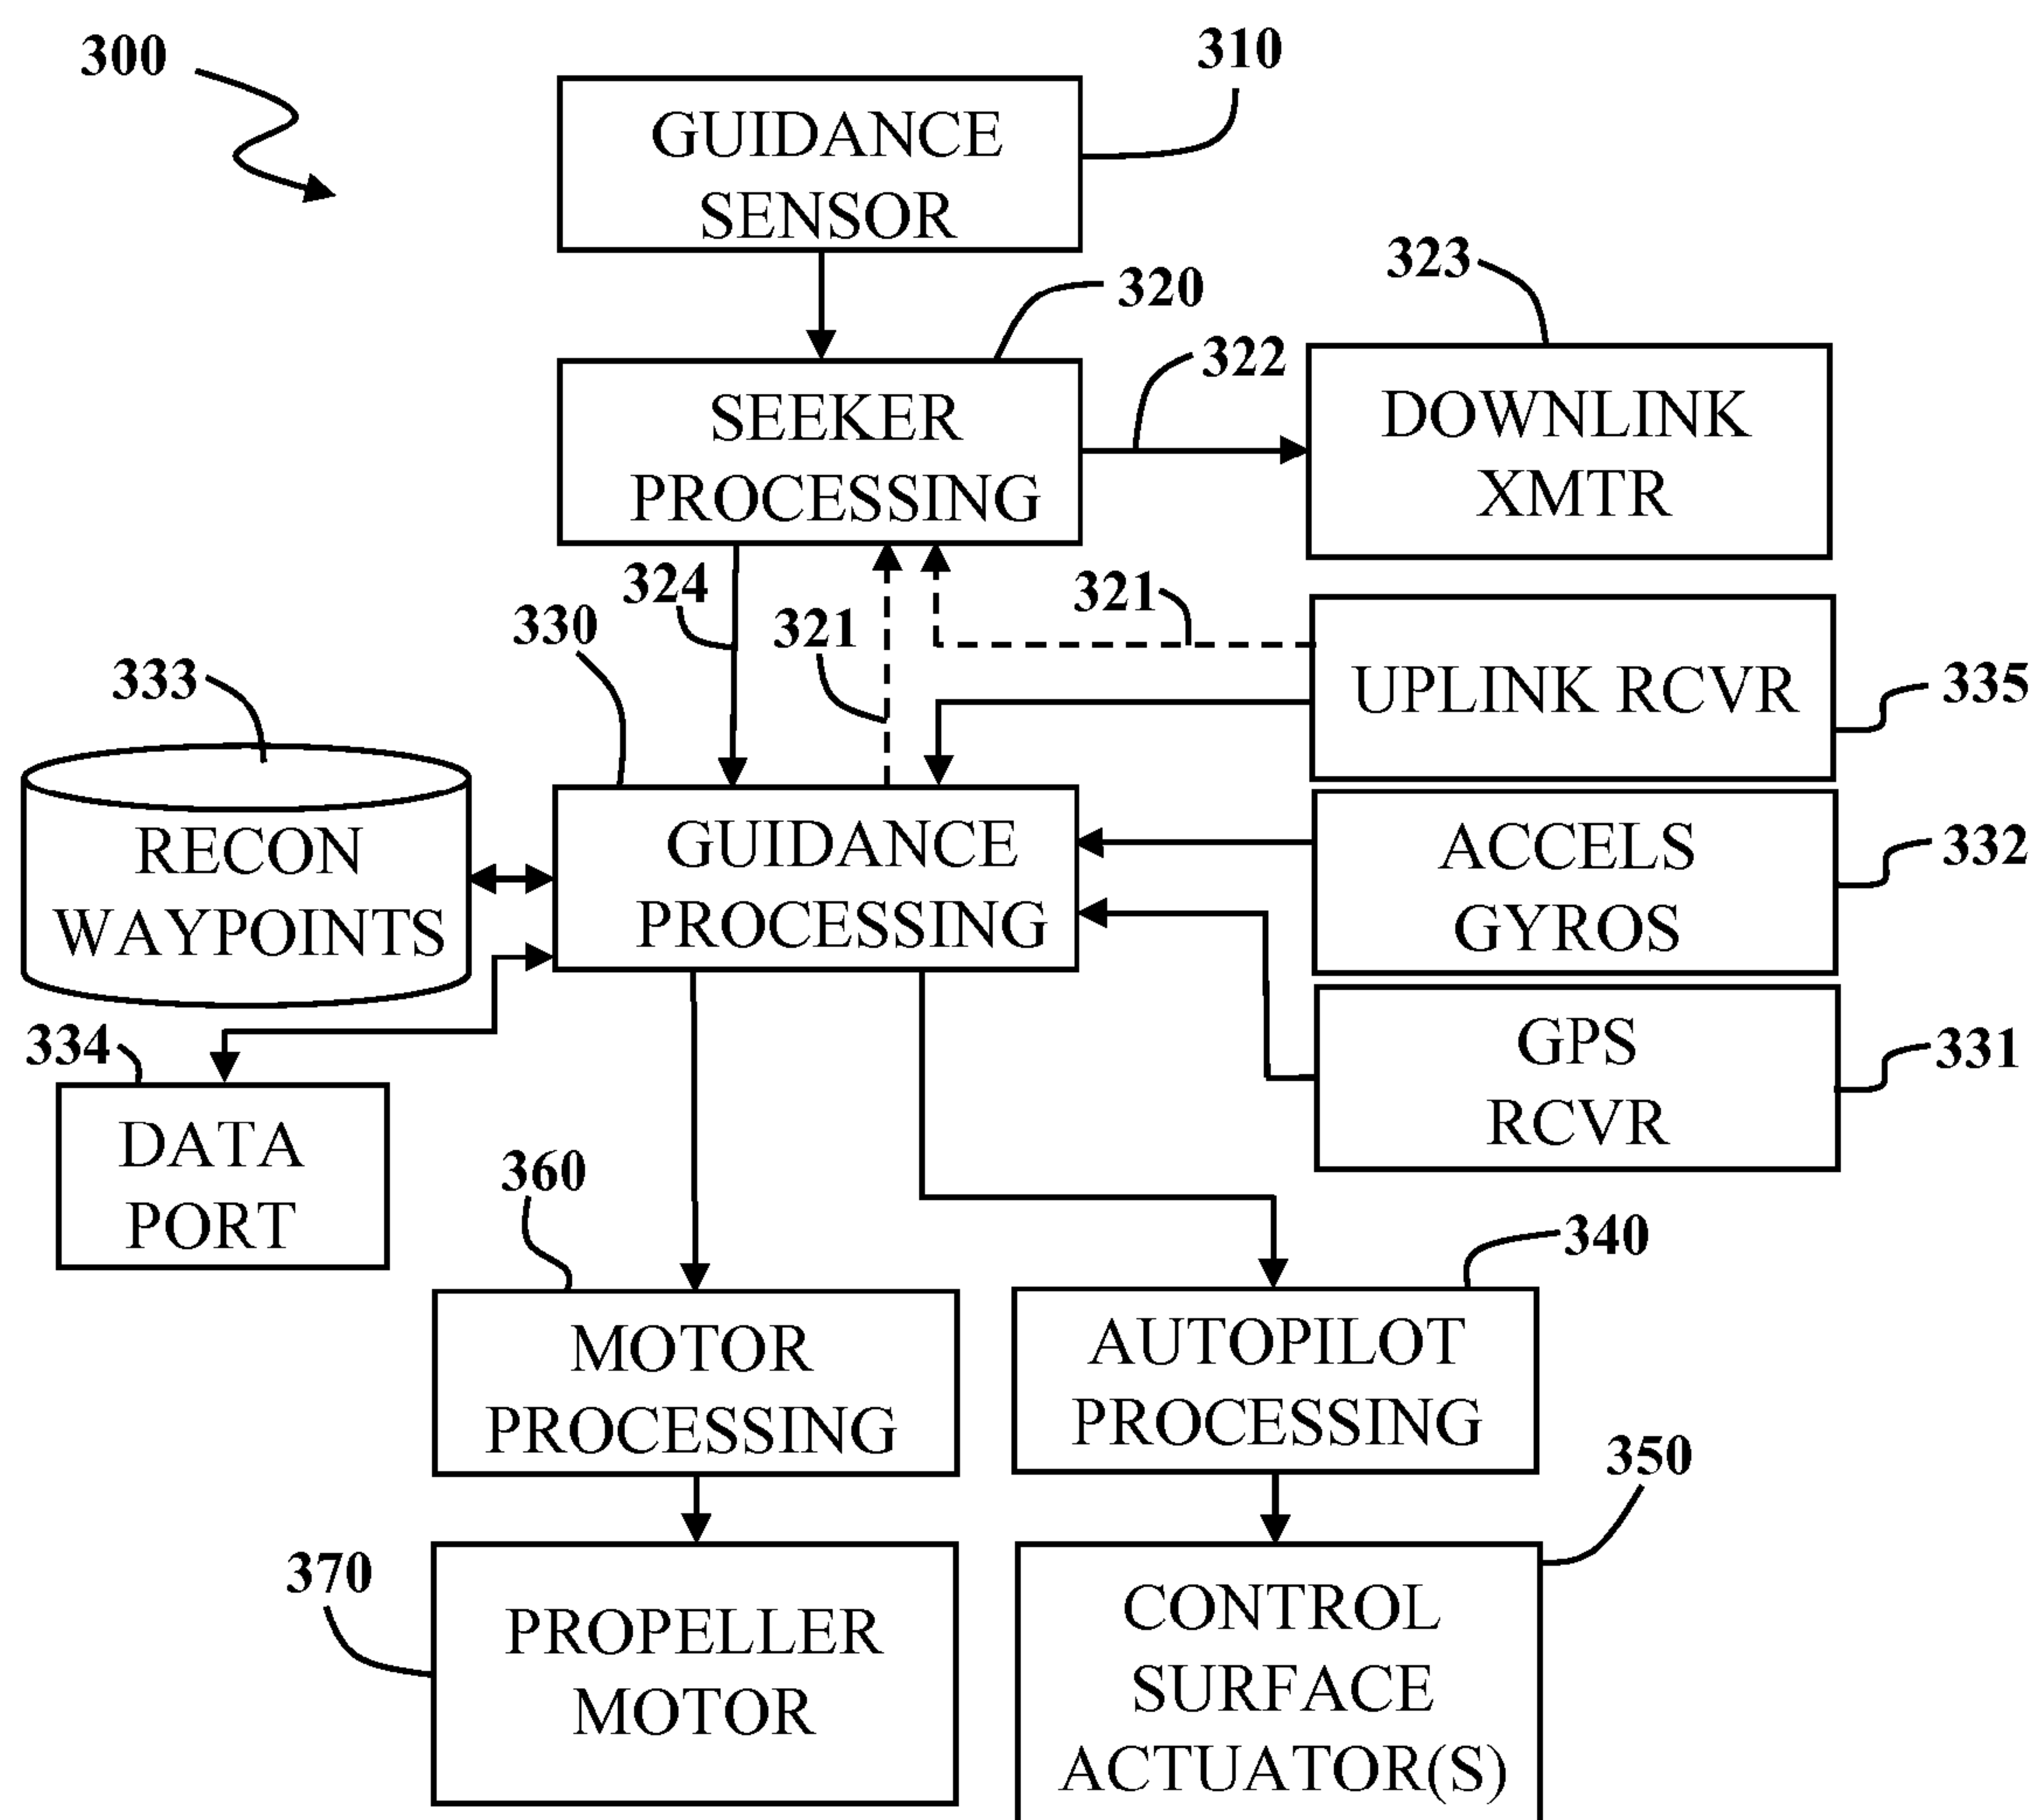 300
310
GUIDANCE
SENSOR
323
320
322
SEEKER
PROCESSING
DOWNLINK
XMTR
324
321
321
330
333
UPLINK RCVR
335
RECON
WAYPOINTS
GUIDANCE
PROCESSING
ACCELS
GYROS
332
334
DATA
PORT
GPS
RCVR
331
360
340
MOTOR
PROCESSING
AUTOPILOT
PROCESSING
350
370
PROPELLER
MOTOR
CONTROL
SURFACE
ACTUATOR(S)